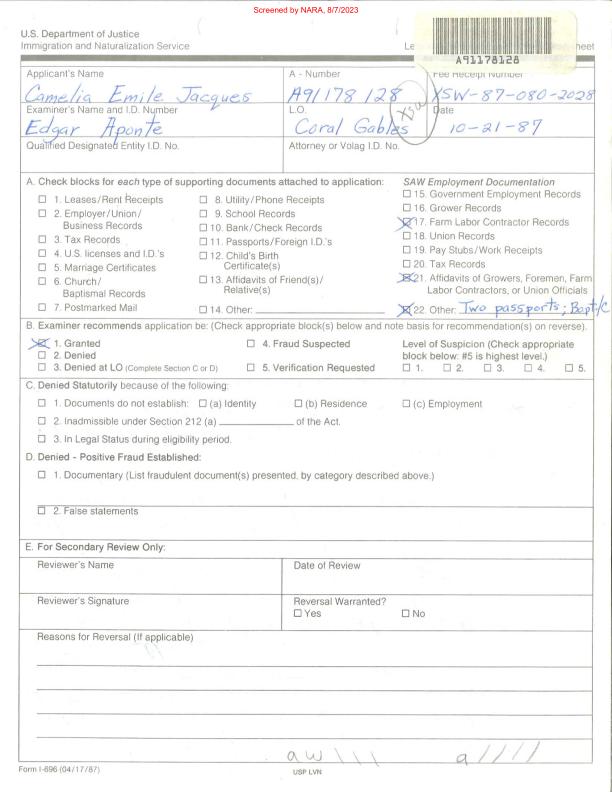 Screened by NARA, 8/7/2023
U.S. Department of Justice
Immigration and Naturalization Service
A91178128
Applicant's Name A - Number Fee Receipt Number
Camelia Emile Jacques A91178128 XSW-87-080-2028
XSW
Examiner's Name and I.D. Number L.O. Date
Edgar Aponte Coral Gables 10-21-87
Qualified Designated Entity I.D. No. Attorney or Volag I.D. No.
A. Check blocks for each type of supporting documents attached to application: SAW Employment Documentation
☐ 1. Leases/Rent Receipts
☐ 2. Employer/Union/
Business Records
☐ 3. Tax Records
☐ 4. U.S. licenses and I.D.'s
☐ 5. Marriage Certificates
☐ 6. Church/
Baptismal Records
☐ 7. Postmarked Mail
☐ 8. Utility/Phone Receipts
☐ 9. School Records
☐ 10. Bank/Check Records
☐ 11. Passports/Foreign I.D.'s
☐ 12. Child's Birth
Certificate(s)
☐ 13. Affidavits of Friend(s)/
Relative(s)
☐ 14. Other:
☐ 15. Government Employment Records
☐ 16. Grower Records
☒ 17. Farm Labor Contractor Records
☐ 18. Union Records
☐ 19. Pay Stubs/Work Receipts
☐ 20. Tax Records
☒ 21. Affidavits of Growers, Foremen, Farm
Labor Contractors, or Union Officials
☒ 22. Other: Two passports; Bapt/C
B. Examiner recommends application be: (Check appropriate block(s) below and note basis for recommendation(s) on reverse).
☒ 1. Granted
☐ 2. Denied
☐ 3. Denied at LO (Complete Section C or D)
☐ 4. Fraud Suspected
☐ 5. Verification Requested
Level of Suspicion (Check appropriate
block below: #5 is highest level.)
☐ 1. ☐ 2. ☐ 3. ☐ 4. ☐ 5.
C. Denied Statutorily because of the following:
☐ 1. Documents do not establish: ☐ (a) Identity ☐ (b) Residence ☐ (c) Employment
☐ 2. Inadmissible under Section 212 (a) of the Act.
☐ 3. In Legal Status during eligibility period.
D. Denied - Positive Fraud Established:
☐ 1. Documentary (List fraudulent document(s) presented, by category described above.)
☐ 2. False statements
E. For Secondary Review Only:
Reviewer's Name Date of Review
Reviewer's Signature Reversal Warranted?
☐ Yes ☐ No
Reasons for Reversal (If applicable)
Form I-696 (04/17/87) USP LVN